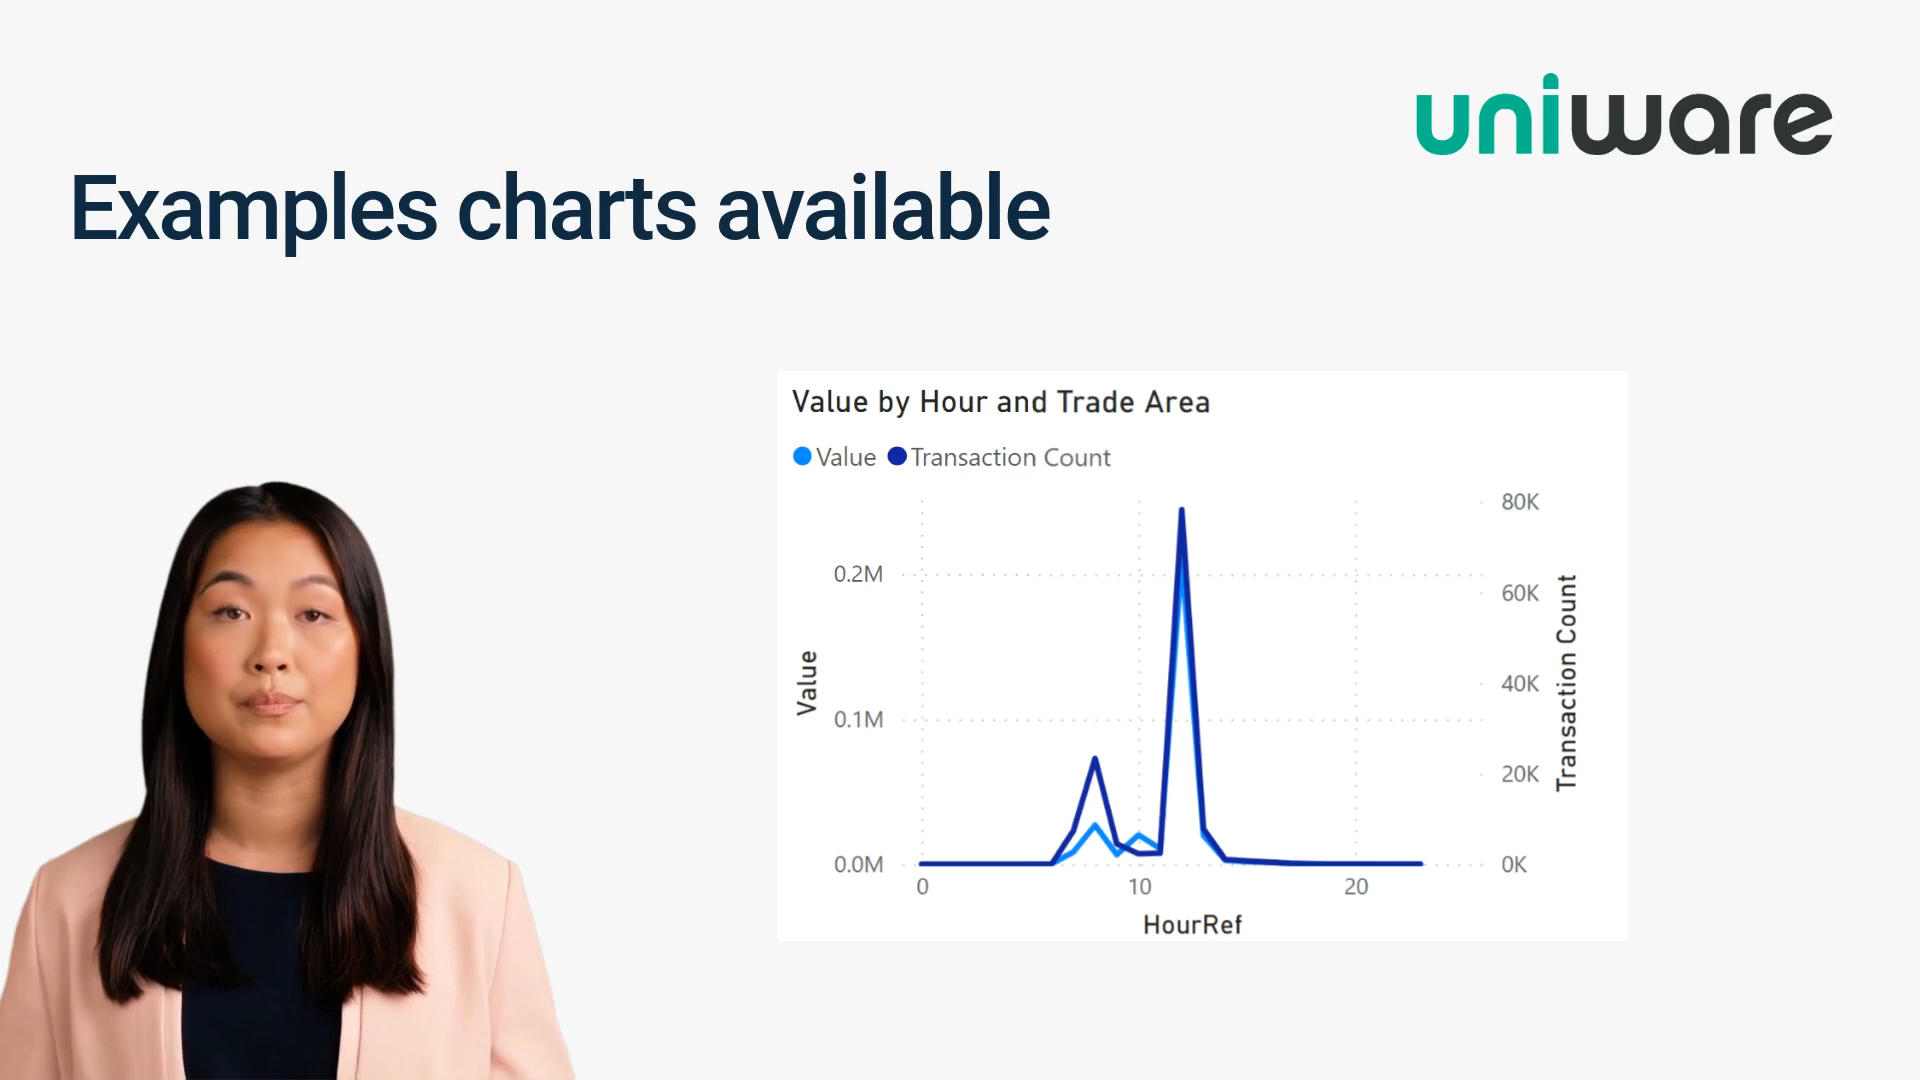 uniware
Examples charts available
Value by Hour and Trade Area
Value Transaction Count
80K
0.2M
60K
Value
Transaction Count
40K
0.1M
20K
0.0M
0K
0 10 20
HourRef